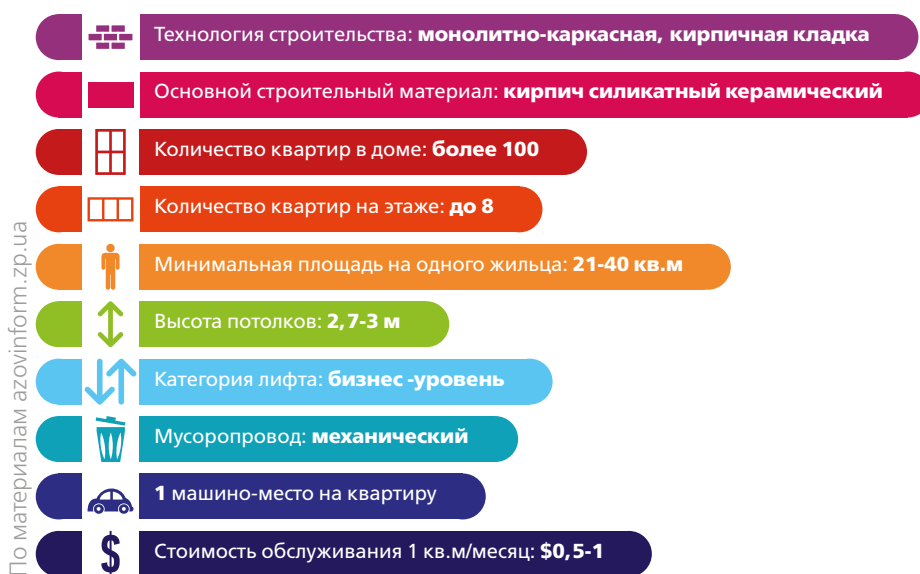 Технология строительства: монолитно-каркасная, кирпичная кладка
Основной строительный материал: кирпич силикатный керамический
Количество квартир в доме: более 100
Количество квартир на этаже: до 8
Минимальная площадь на одного жильца: 21-40 кв.м
Высота потолков: 2,7-3 м
Категория лифта: бизнес -уровень
Мусоропровод: механический
1 машино-место на квартиру
$ Стоимость обслуживания 1 кв.м/месяц: $0,5-1
По материалам azovinform.zp.ua